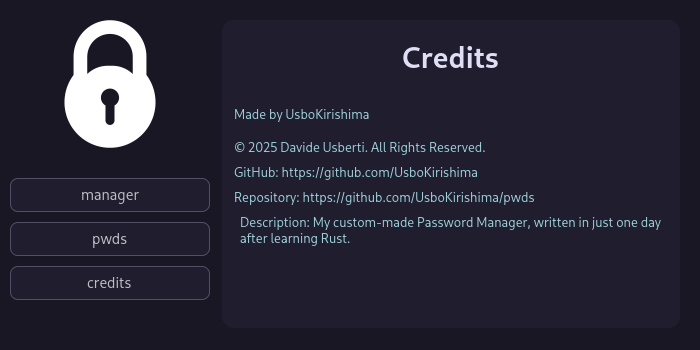 manager
pwds
credits
Credits
Made by UsboKirishima
© 2025 Davide Usberti. All Rights Reserved.
GitHub: https://github.com/UsboKirishima
Repository: https://github.com/UsboKirishima/pwds
Description: My custom-made Password Manager, written in just one day
after learning Rust.